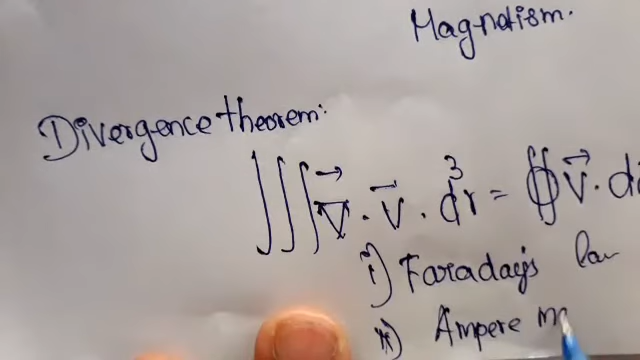 Magnetism.
Divergence theorem:
∭ ∇⃗ · V⃗ · d³r = ∯ V⃗ ·
i) Faraday's law
ii) Ampere